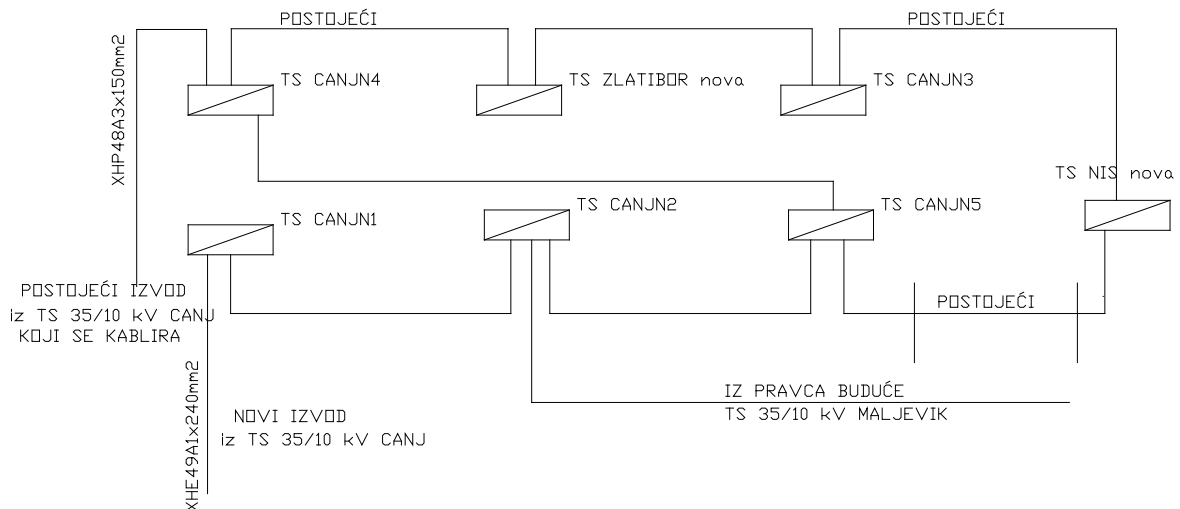 POSTOJEĆI
POSTOJEĆI
XHP48A3x150mm2
TS CANJN4
TS ZLATIBOR nova
TS CANJN3
TS NIS nova
TS CANJN1
TS CANJN2
TS CANJN5
POSTOJEĆI IZVOD
iz TS 35/10 kV CANJ
KOJI SE KABLIRA
POSTOJEĆI
XHE49A1x240mm2
NOVI IZVOD
iz TS 35/10 kV CANJ
IZ PRAVCA BUDUĆE
TS 35/10 kV MALJEVIK